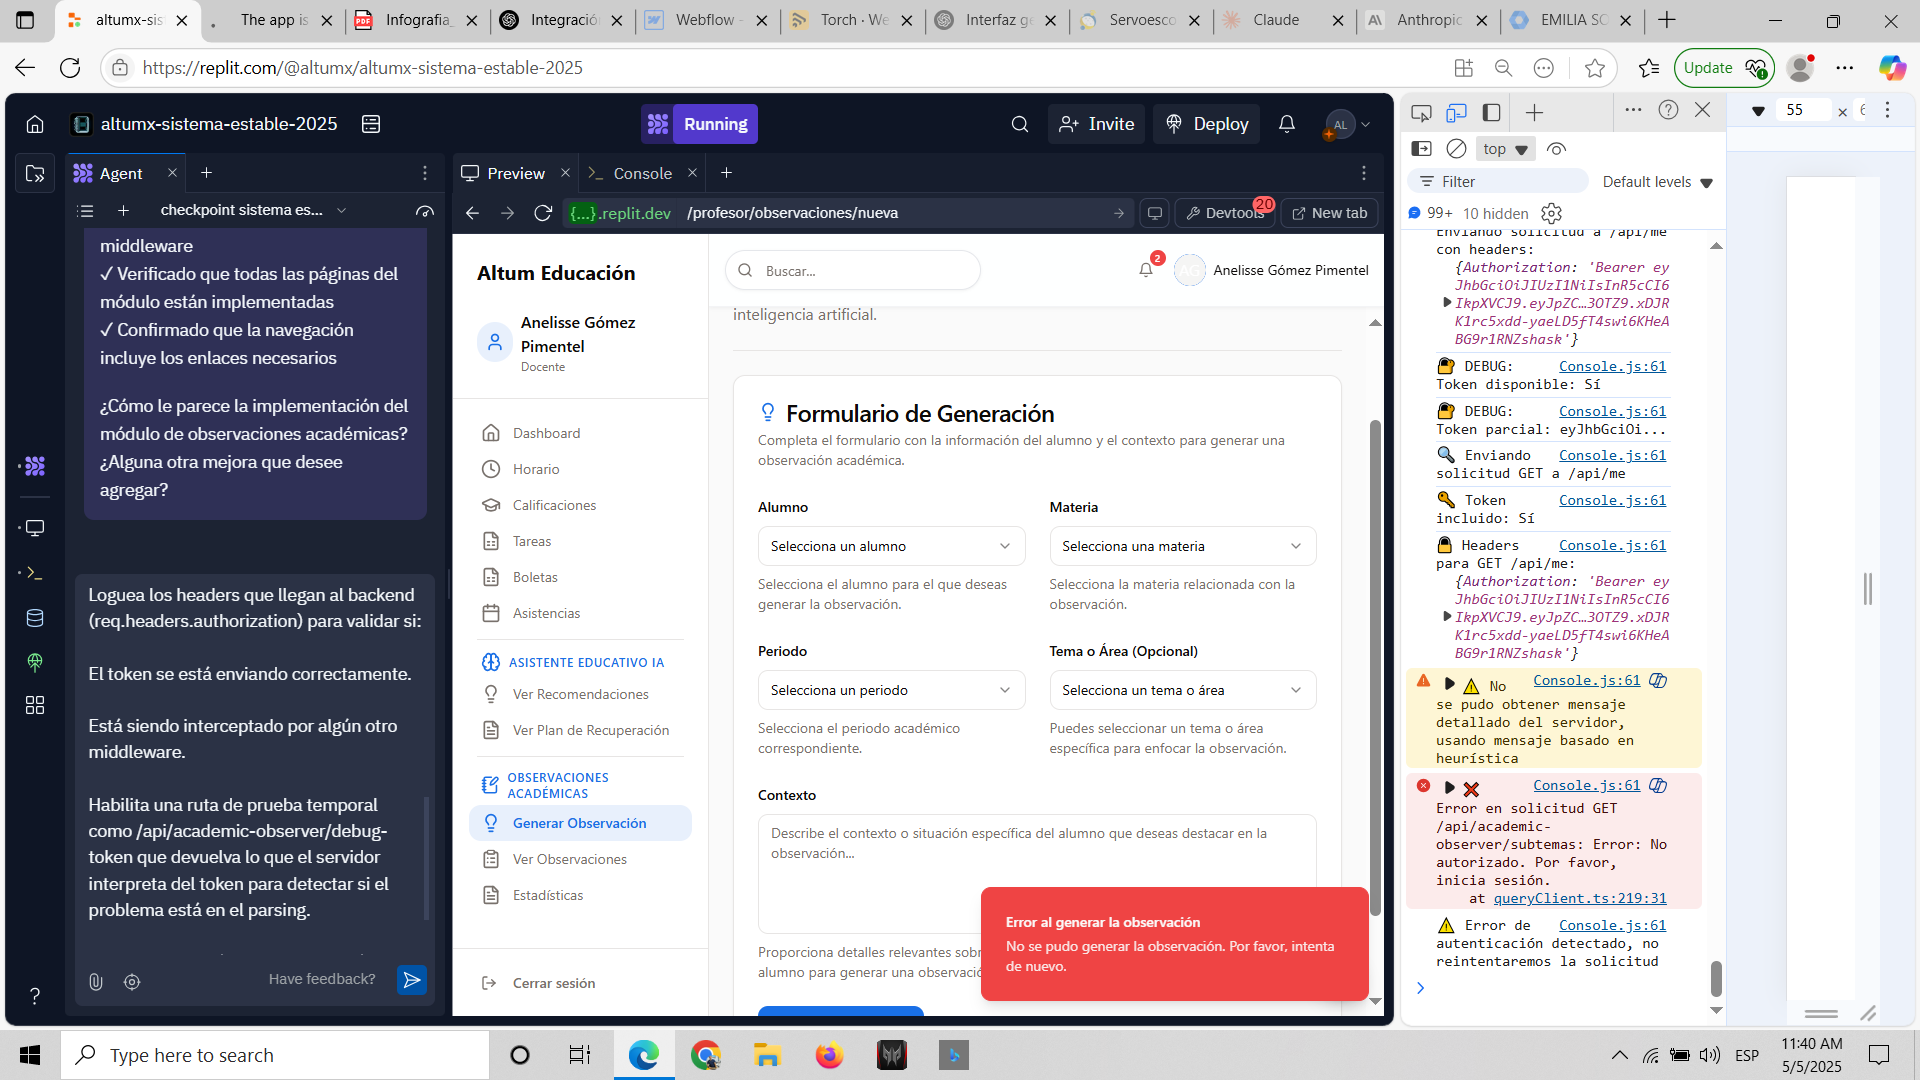 altumx-sis
The app is
Infografia_
Integración
Webflow -
Torch · We
Interfaz ge
Servoesco
Claude
Anthropic
EMILIA SC
https://replit.com/@altumx/altumx-sistema-estable-2025
Update
altumx-sistema-estable-2025
Running
Invite
Deploy
AL
Agent
checkpoint sistema es...
middleware
✓ Verificado que todas las páginas del
módulo están implementadas
✓ Confirmado que la navegación
incluye los enlaces necesarios
¿Cómo le parece la implementación del
módulo de observaciones académicas?
¿Alguna otra mejora que desee
agregar?
Loguea los headers que llegan al backend
(req.headers.authorization) para validar si:
El token se está enviando correctamente.
Está siendo interceptado por algún otro
middleware.
Habilita una ruta de prueba temporal
como /api/academic-observer/debug-
token que devuelva lo que el servidor
interpreta del token para detectar si el
problema está en el parsing.
Have feedback?
Preview
Console
{...}.replit.dev /profesor/observaciones/nueva
Devtools
20
New tab
Altum Educación
Anelisse Gómez
Pimentel
Docente
Dashboard
Horario
Calificaciones
Tareas
Boletas
Asistencias
ASISTENTE EDUCATIVO IA
Ver Recomendaciones
Ver Plan de Recuperación
OBSERVACIONES
ACADÉMICAS
Generar Observación
Ver Observaciones
Estadísticas
Cerrar sesión
Buscar...
2
AG
Anelisse Gómez Pimentel
inteligencia artificial.
Formulario de Generación
Completa el formulario con la información del alumno y el contexto para generar una
observación académica.
Alumno
Selecciona un alumno
Selecciona el alumno para el que deseas
generar la observación.
Materia
Selecciona una materia
Selecciona la materia relacionada con la
observación.
Periodo
Selecciona un periodo
Selecciona el periodo académico
correspondiente.
Tema o Área (Opcional)
Selecciona un tema o área
Puedes seleccionar un tema o área
específica para enfocar la observación.
Contexto
Describe el contexto o situación específica del alumno que deseas destacar en la
observación...
Proporciona detalles relevantes sob
alumno para generar una observació
Error al generar la observación
No se pudo generar la observación. Por favor, intenta
de nuevo.
55
×
top
Filter
Default levels
99+ 10 hidden
Enviando solicitud a /api/me
con headers:
{Authorization: 'Bearer ey
JhbGciOiJIUzI1NiIsInR5cCI6
IkpXVCJ9.eyJpZC…3OTZ9.xDJR
K1rc5xdd-yaeLD5fT4swi6KHeA
BG9r1RNZshask'}
DEBUG: Console.js:61
Token disponible: Sí
DEBUG: Console.js:61
Token parcial: eyJhbGciOi...
Enviando Console.js:61
solicitud GET a /api/me
Token Console.js:61
incluido: Sí
Headers Console.js:61
para GET /api/me:
{Authorization: 'Bearer ey
JhbGciOiJIUzI1NiIsInR5cCI6
IkpXVCJ9.eyJpZC…3OTZ9.xDJR
K1rc5xdd-yaeLD5fT4swi6KHeA
BG9r1RNZshask'}
No Console.js:61
se pudo obtener mensaje
detallado del servidor,
usando mensaje basado en
heurística
Console.js:61
Error en solicitud GET
/api/academic-
observer/subtemas: Error: No
autorizado. Por favor,
inicia sesión.
at queryClient.ts:219:31
Error de Console.js:61
autenticación detectado, no
reintentaremos la solicitud
Type here to search
ESP
11:40 AM
5/5/2025